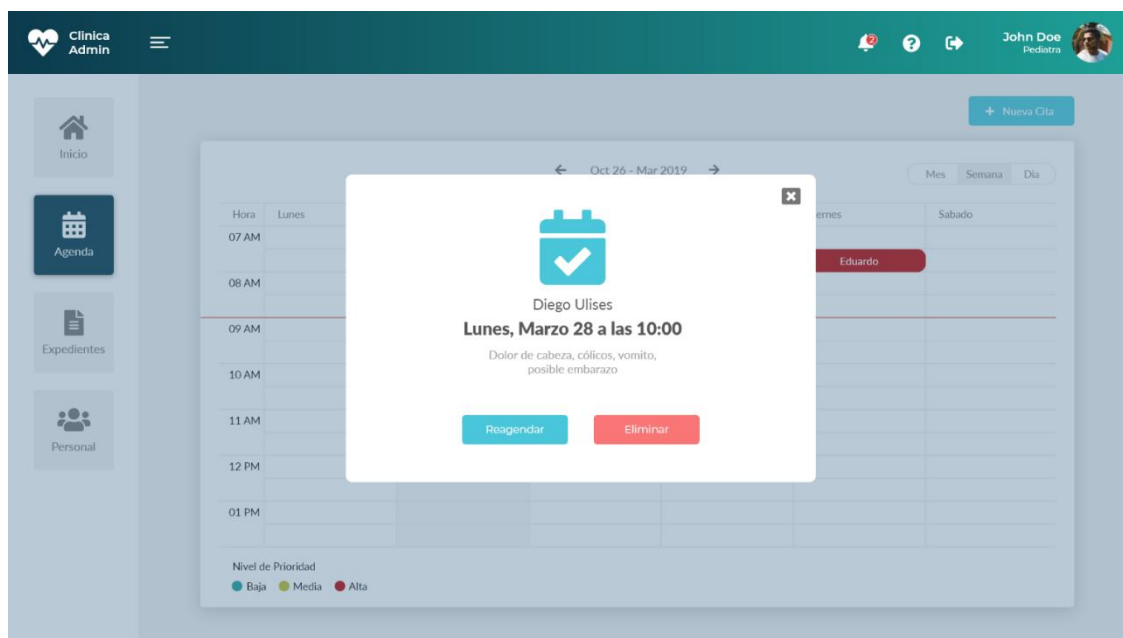 Clinica
Admin
2
John Doe
Pediatra
+ Nueva Cita
Inicio
Agenda
Expedientes
Personal
Oct 26 - Mar 2019
Mes Semana Dia
Hora Lunes ernes Sabado
07 AM
Eduardo
08 AM
09 AM
10 AM
11 AM
12 PM
01 PM
Diego Ulises
Lunes, Marzo 28 a las 10:00
Dolor de cabeza, cólicos, vomito,
posible embarazo
Reagendar Eliminar
Nivel de Prioridad
Baja Media Alta